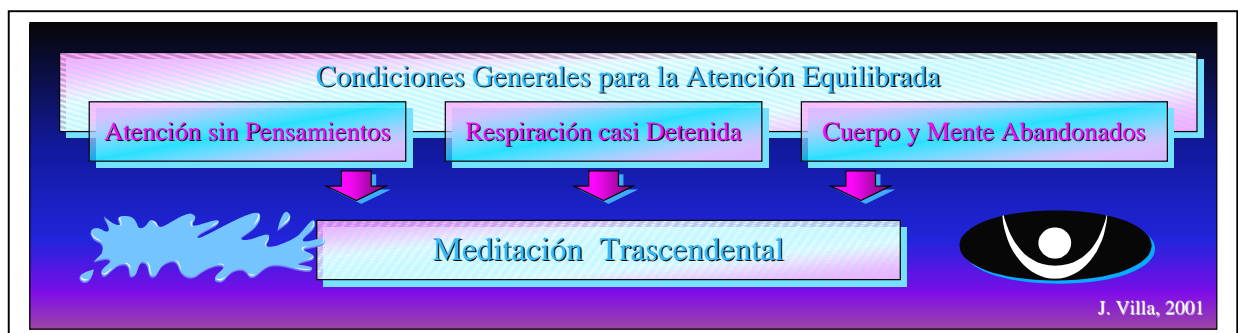 Condiciones Generales para la Atención Equilibrada
Atención sin Pensamientos
Respiración casi Detenida
Cuerpo y Mente Abandonados
Meditación Trascendental
J. Villa, 2001